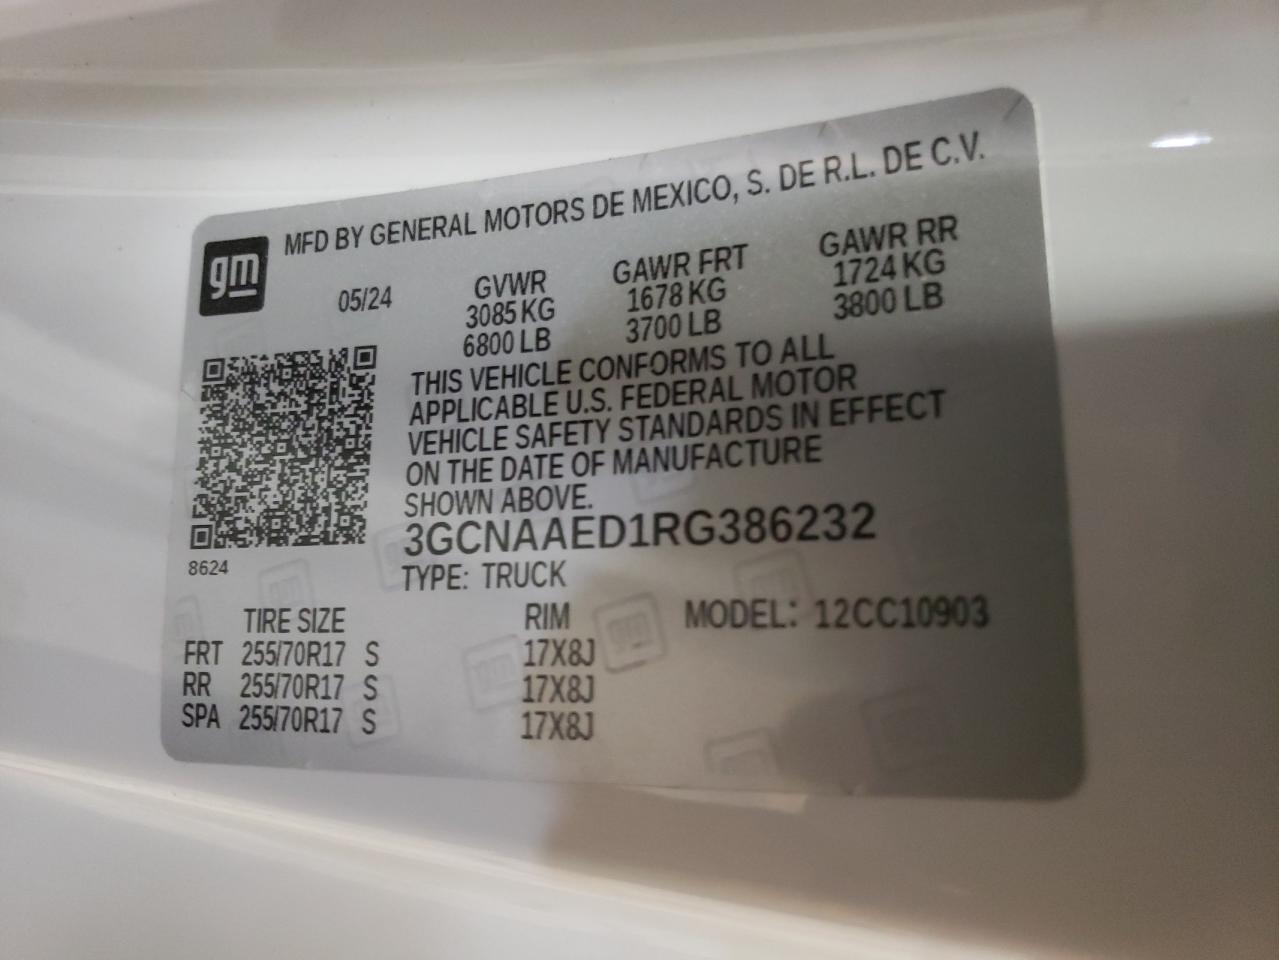 MFD BY GENERAL MOTORS DE MEXICO, S. DE R.L. DE C.V.
gm
05/24
GVWR GAWR FRT GAWR RR
3085 KG 1678 KG 1724 KG
6800 LB 3700 LB 3800 LB
THIS VEHICLE CONFORMS TO ALL
APPLICABLE U.S. FEDERAL MOTOR
VEHICLE SAFETY STANDARDS IN EFFECT
ON THE DATE OF MANUFACTURE
SHOWN ABOVE.
3GCNAAED1RG386232
8624
TYPE: TRUCK
TIRE SIZE RIM MODEL: 12CC10903
FRT 255/70R17 S 17X8J
RR 255/70R17 S 17X8J
SPA 255/70R17 S 17X8J